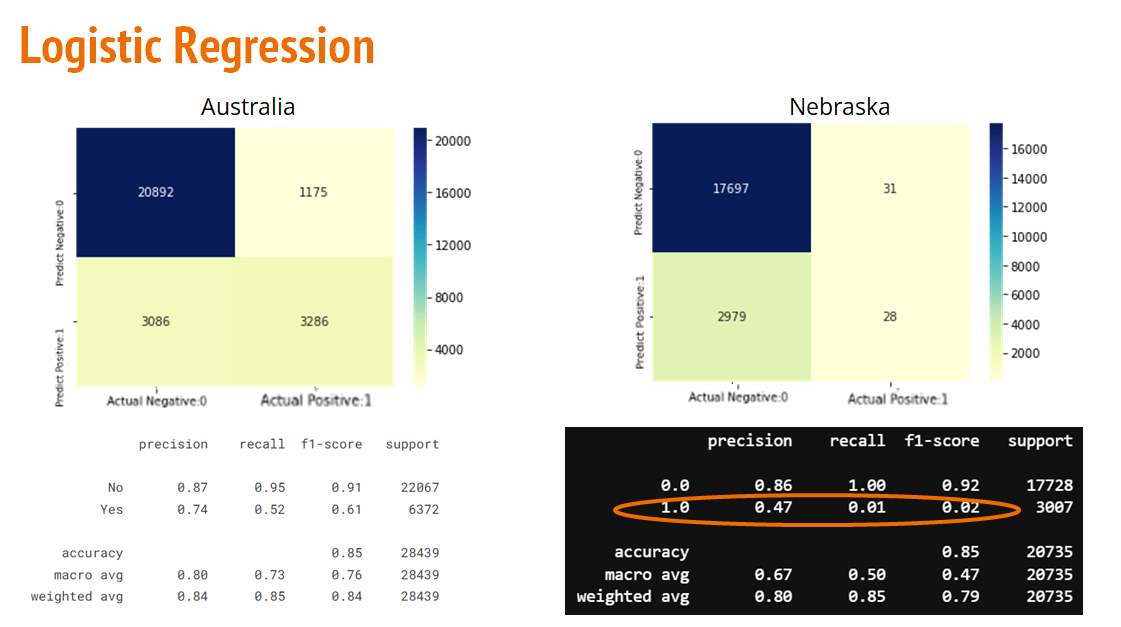 Logistic Regression
Australia
20892 1175
3086 3286
Predict Negative:0
Predict Positive:1
Actual Negative:0 Actual Positive:1
20000
16000
12000
8000
4000
precision recall f1-score support
No 0.87 0.95 0.91 22067
Yes 0.74 0.52 0.61 6372
accuracy 0.85 28439
macro avg 0.80 0.73 0.76 28439
weighted avg 0.84 0.85 0.84 28439
Nebraska
17697 31
2979 28
Predict Negative:0
Predict Positive:1
Actual Negative:0 Actual Positive:1
16000
14000
12000
10000
8000
6000
4000
2000
precision recall f1-score support
0.0 0.86 1.00 0.92 17728
1.0 0.47 0.01 0.02 3007
accuracy 0.85 20735
macro avg 0.67 0.50 0.47 20735
weighted avg 0.80 0.85 0.79 20735